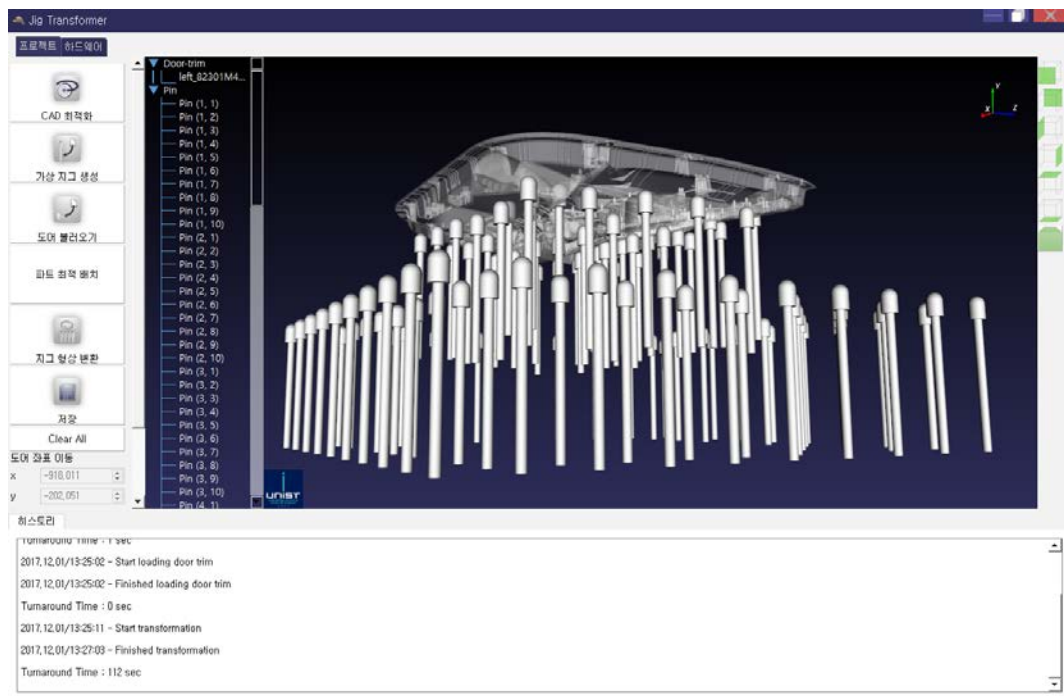 Jig Transformer
프로젝트 하드웨어
CAD 최적화
가상 지그 생성
도어 불러오기
파트 최적 배치
지그 형상 변환
저장
Clear All
도어 좌표 이동
x -918,011
y -202,051
Door-trim
left_82301M4...
Pin
Pin (1, 1)
Pin (1, 2)
Pin (1, 3)
Pin (1, 4)
Pin (1, 5)
Pin (1, 6)
Pin (1, 7)
Pin (1, 8)
Pin (1, 9)
Pin (1, 10)
Pin (2, 1)
Pin (2, 2)
Pin (2, 3)
Pin (2, 4)
Pin (2, 5)
Pin (2, 6)
Pin (2, 7)
Pin (2, 8)
Pin (2, 9)
Pin (2, 10)
Pin (3, 1)
Pin (3, 2)
Pin (3, 3)
Pin (3, 4)
Pin (3, 5)
Pin (3, 6)
Pin (3, 7)
Pin (3, 8)
Pin (3, 9)
Pin (3, 10)
Pin (4, 1)
Y
X Z
UNIST
히스토리
Turnaround Time : 1 sec
2017,12,01/13:25:02 - Start loading door trim
2017,12,01/13:25:02 - Finished loading door trim
Turnaround Time : 0 sec
2017,12,01/13:25:11 - Start transformation
2017,12,01/13:27:03 - Finished transformation
Turnaround Time : 112 sec